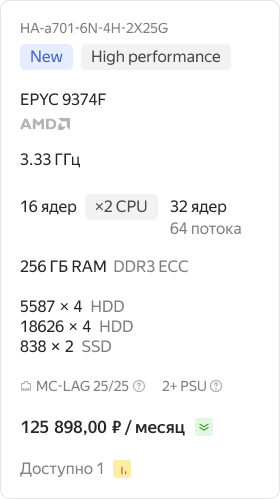 HA-a701-6N-4H-2X25G
New High performance
EPYC 9374F
AMD
3.33 ГГц
16 ядер ×2 CPU 32 ядер
64 потока
256 ГБ RAM DDR3 ECC
5587 × 4 HDD
18626 × 4 HDD
838 × 2 SSD
MC-LAG 25/25 2+ PSU
125 898,00 ₽ / месяц
Доступно 1